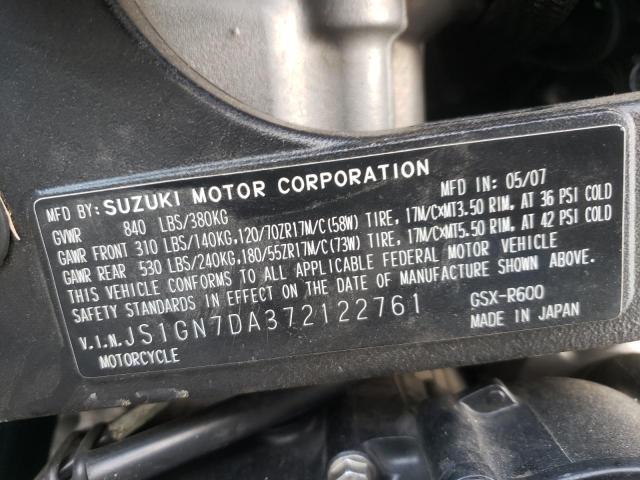 MFD BY: SUZUKI MOTOR CORPORATION MFD IN: 05/07
GVWR 840 LBS/380KG
GAWR FRONT 310 LBS/140KG, 120/70ZR17M/C(58W) TIRE, 17M/C×MT3.50 RIM, AT 36 PSI COLD
GAWR REAR 530 LBS/240KG, 180/55ZR17M/C(73W) TIRE, 17M/C×MT5.50 RIM, AT 42 PSI COLD
THIS VEHICLE CONFORMS TO ALL APPLICABLE FEDERAL MOTOR VEHICLE
SAFETY STANDARDS IN EFFECT ON THE DATE OF MANUFACTURE SHOWN ABOVE.
V.I.N. JS1GN7DA372122761 GSX-R600
MOTORCYCLE MADE IN JAPAN